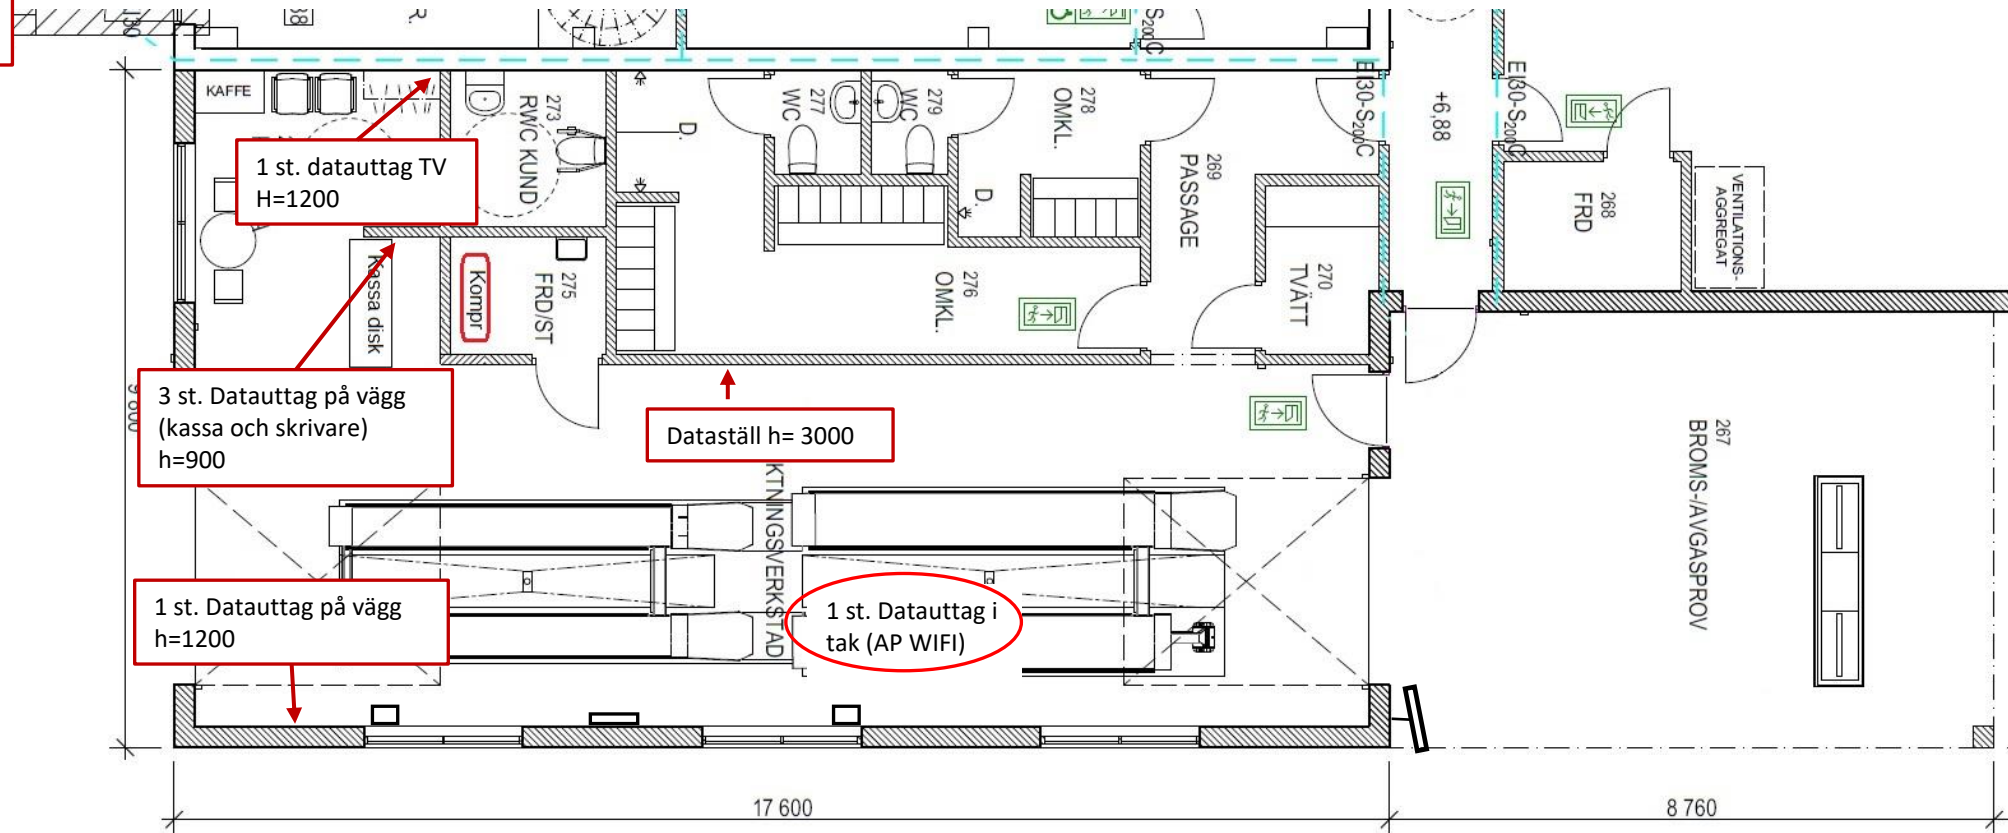 KAFFE
1 st. datauttag TV
H=1200
273
RWC KUND
D.
277
WC
279
WC
278
OMKL.
D.
269
PASSAGE
EI30-S200C
+6,88
EI30-S200C
268
FRD
VENTILATIONS-
AGGREGAT
Kassa disk
Kompr
275
FRD/ST
276
OMKL.
270
TVÄTT
9 800
3 st. Datauttag på vägg
(kassa och skrivare)
h=900
Dataställ h= 3000
267
BROMS-/AVGASPROV
KTNINGSVERKSTAD
1 st. Datauttag på vägg
h=1200
1 st. Datauttag i
tak (AP WIFI)
17 600
8 760